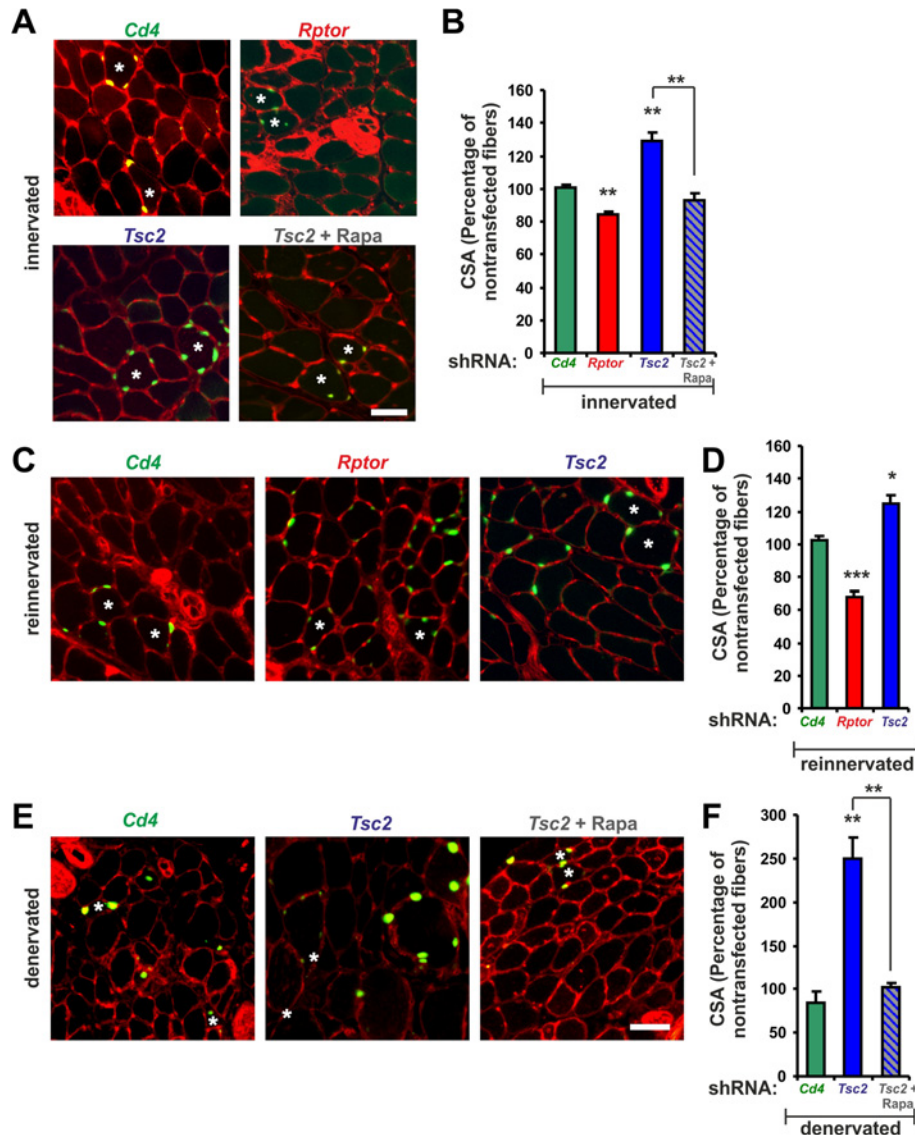 A
Cd4
Rptor
innervated
*
*
*
*
Tsc2
Tsc2 + Rapa
*
*
*
*
B
CSA (Percentage of
nontransfected fibers)
160
140
120
100
80
60
40
20
0
**
**
**
shRNA:
Cd4
Rptor
Tsc2
Tsc2 +
Rapa
innervated
C
Cd4
Rptor
Tsc2
reinnervated
*
*
*
*
*
*
D
CSA (Percentage of
nontransfected fibers)
160
140
120
100
80
60
40
20
0
***
*
shRNA:
Cd4
Rptor
Tsc2
reinnervated
E
Cd4
Tsc2
Tsc2 + Rapa
denervated
*
*
*
*
*
*
F
CSA (Percentage of
nontransfected fibers)
300
250
200
150
100
50
0
**
**
shRNA:
Cd4
Tsc2
Tsc2 +
Rapa
denervated